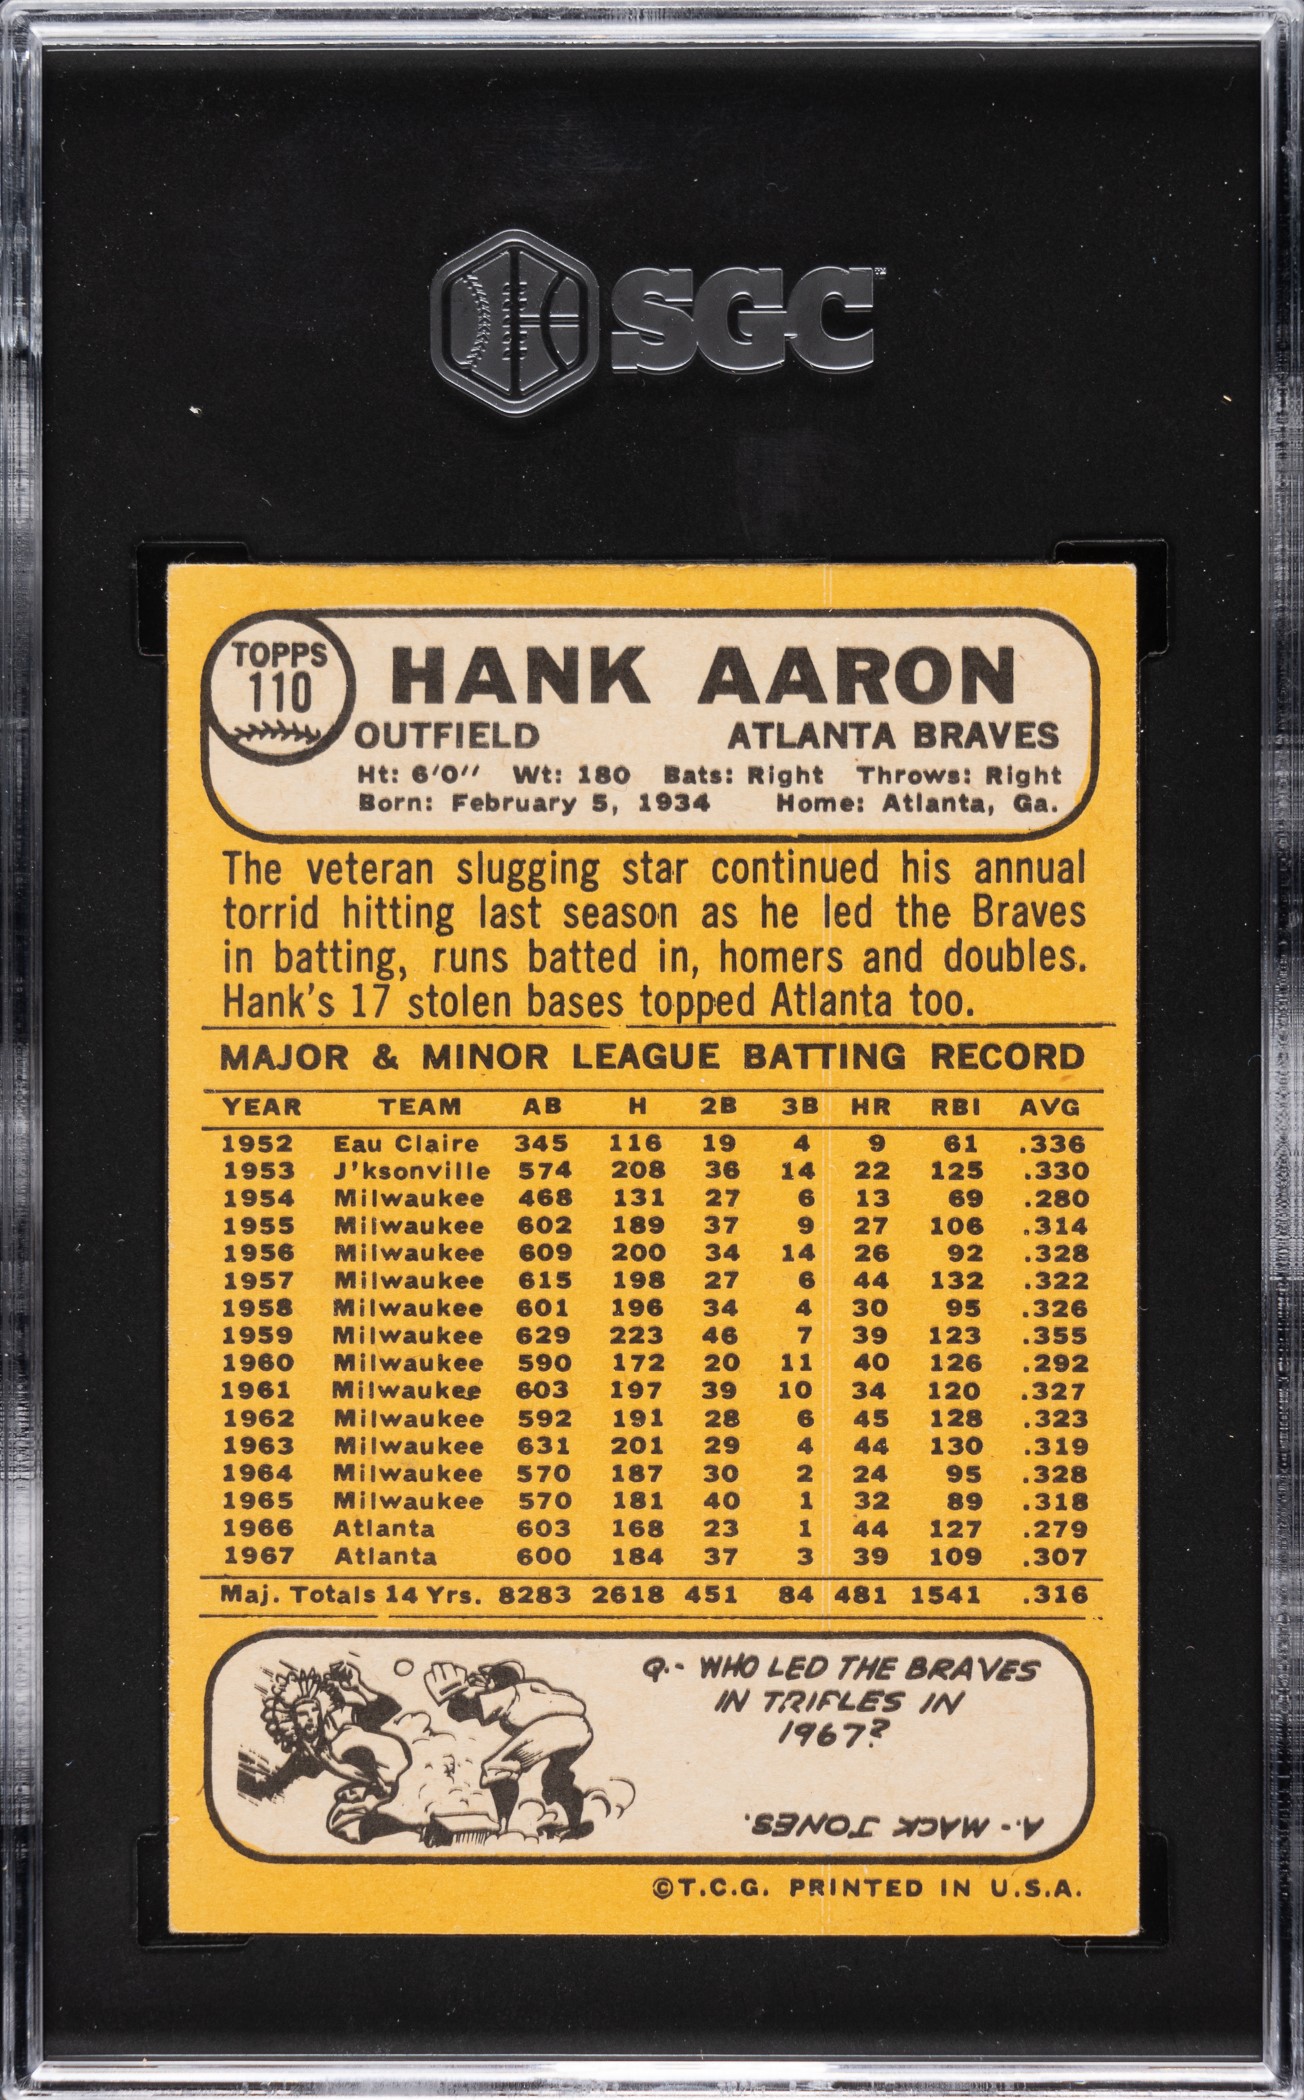 SGC™
TOPPS
110
HANK AARON
OUTFIELD ATLANTA BRAVES
Ht: 6'0" Wt: 180 Bats: Right Throws: Right
Born: February 5, 1934 Home: Atlanta, Ga.
The veteran slugging star continued his annual
torrid hitting last season as he led the Braves
in batting, runs batted in, homers and doubles.
Hank's 17 stolen bases topped Atlanta too.
MAJOR & MINOR LEAGUE BATTING RECORD
YEAR TEAM AB H 2B 3B HR RBI AVG
1952 Eau Claire 345 116 19 4 9 61 .336
1953 J'ksonville 574 208 36 14 22 125 .330
1954 Milwaukee 468 131 27 6 13 69 .280
1955 Milwaukee 602 189 37 9 27 106 .314
1956 Milwaukee 609 200 34 14 26 92 .328
1957 Milwaukee 615 198 27 6 44 132 .322
1958 Milwaukee 601 196 34 4 30 95 .326
1959 Milwaukee 629 223 46 7 39 123 .355
1960 Milwaukee 590 172 20 11 40 126 .292
1961 Milwaukee 603 197 39 10 34 120 .327
1962 Milwaukee 592 191 28 6 45 128 .323
1963 Milwaukee 631 201 29 4 44 130 .319
1964 Milwaukee 570 187 30 2 24 95 .328
1965 Milwaukee 570 181 40 1 32 89 .318
1966 Atlanta 603 168 23 1 44 127 .279
1967 Atlanta 600 184 37 3 39 109 .307
Maj. Totals 14 Yrs. 8283 2618 451 84 481 1541 .316
Q.- WHO LED THE BRAVES
IN TRIFLES IN
1967?
A.- MACK JONES.
©T.C.G. PRINTED IN U.S.A.